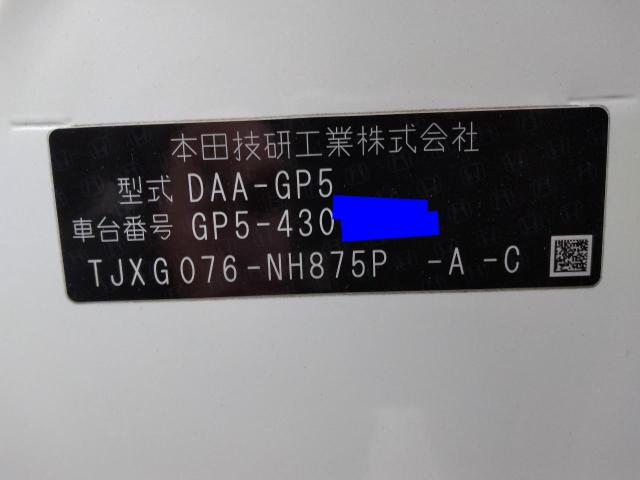 本田技研工業株式会社
型式 DAA-GP5
車台番号 GP5-430
TJXG076-NH875P -A -C